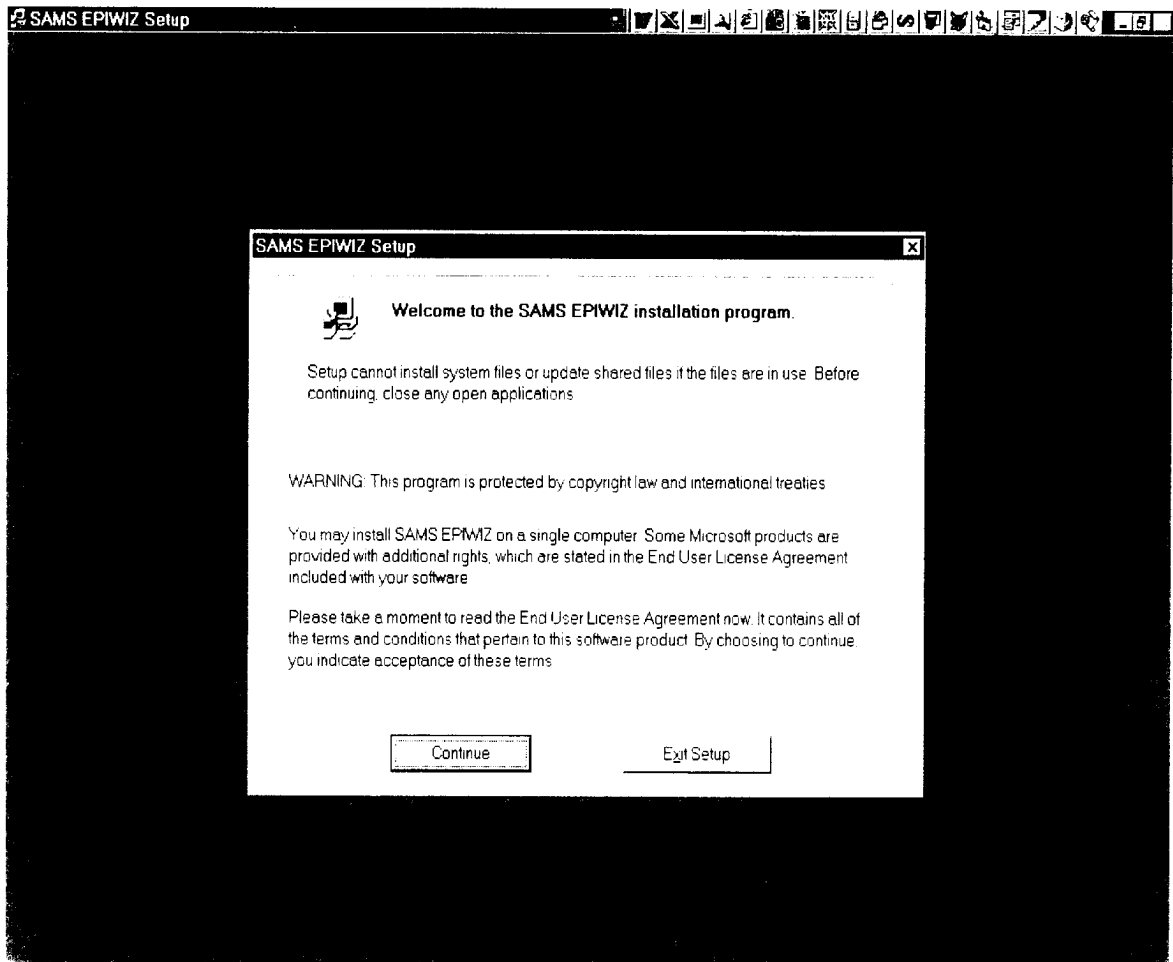 SAMS EPIWIZ Setup
SAMS EPIWIZ Setup
Welcome to the SAMS EPIWIZ installation program.
Setup cannot install system files or update shared files if the files are in use. Before
continuing, close any open applications
WARNING: This program is protected by copyright law and international treaties
You may install SAMS EPIWIZ on a single computer. Some Microsoft products are
provided with additional rights, which are stated in the End User License Agreement
included with your software
Please take a moment to read the End User License Agreement now. It contains all of
the terms and conditions that pertain to this software product. By choosing to continue,
you indicate acceptance of these terms
Continue
Exit Setup